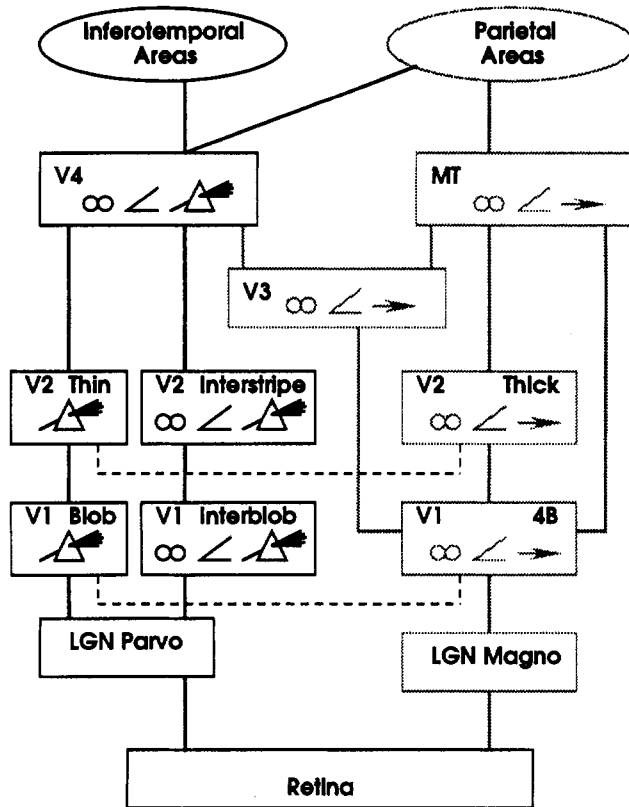 Inferotemporal
Areas
Parietal
Areas
V4
MT
V3
V2 Thin
V2 Interstripe
V2 Thick
V1 Blob
V1 Interblob
V1 4B
LGN Parvo
LGN Magno
Retina